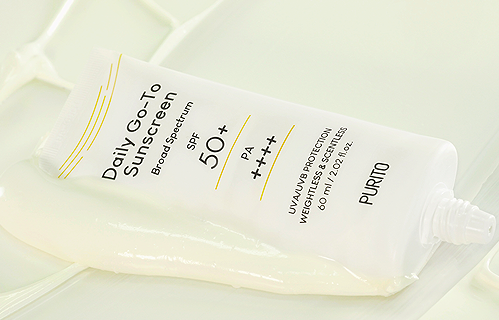 Daily Go-To
Sunscreen
Broad Spectrum
SPF
50+
PA
++++
UVA/UVB PROTECTION
WEIGHTLESS & SCENTLESS
60 ml / 2.02 fl.oz.
PURITO